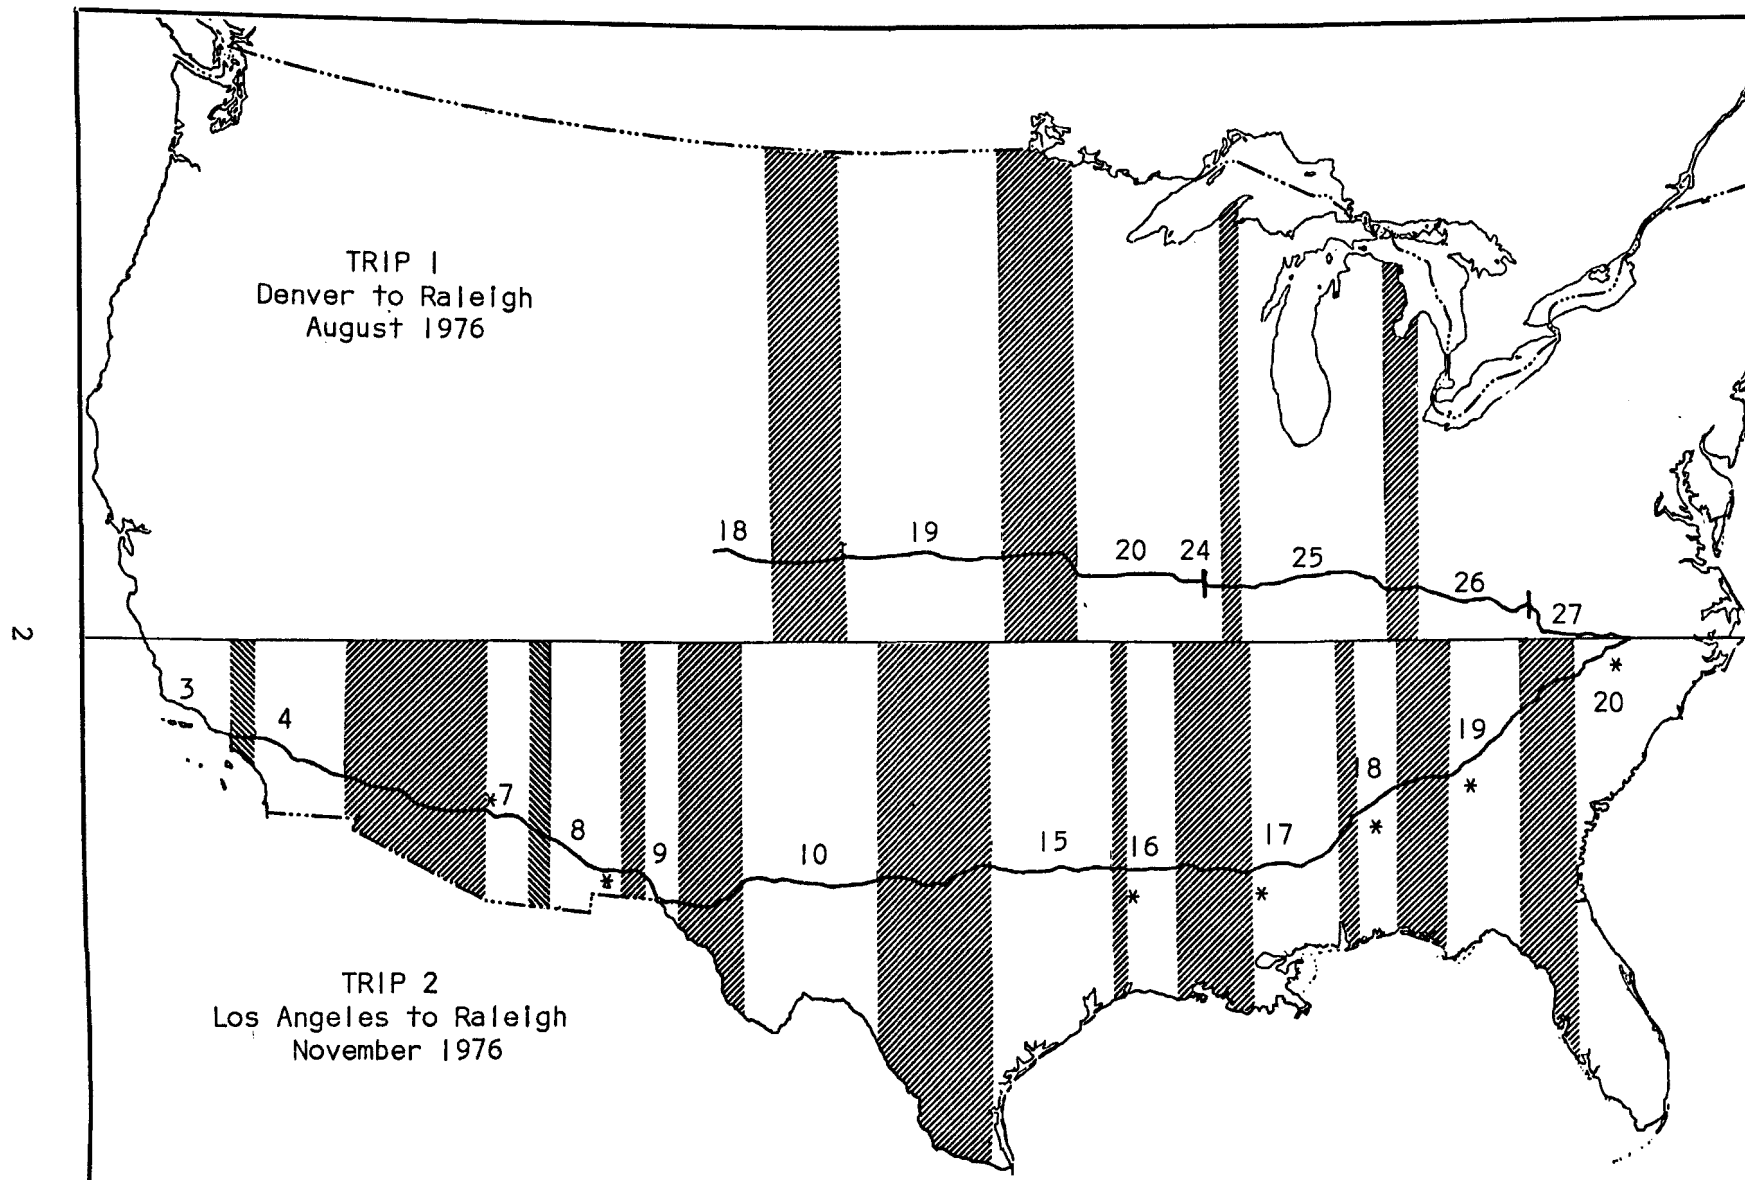 TRIP 1
Denver to Raleigh
August 1976
18 19 20 24 25 26 27
2
3 4 *7 8 * 9 10 15 16 * 17 * 18 * 19 * 20 *
TRIP 2
Los Angeles to Raleigh
November 1976